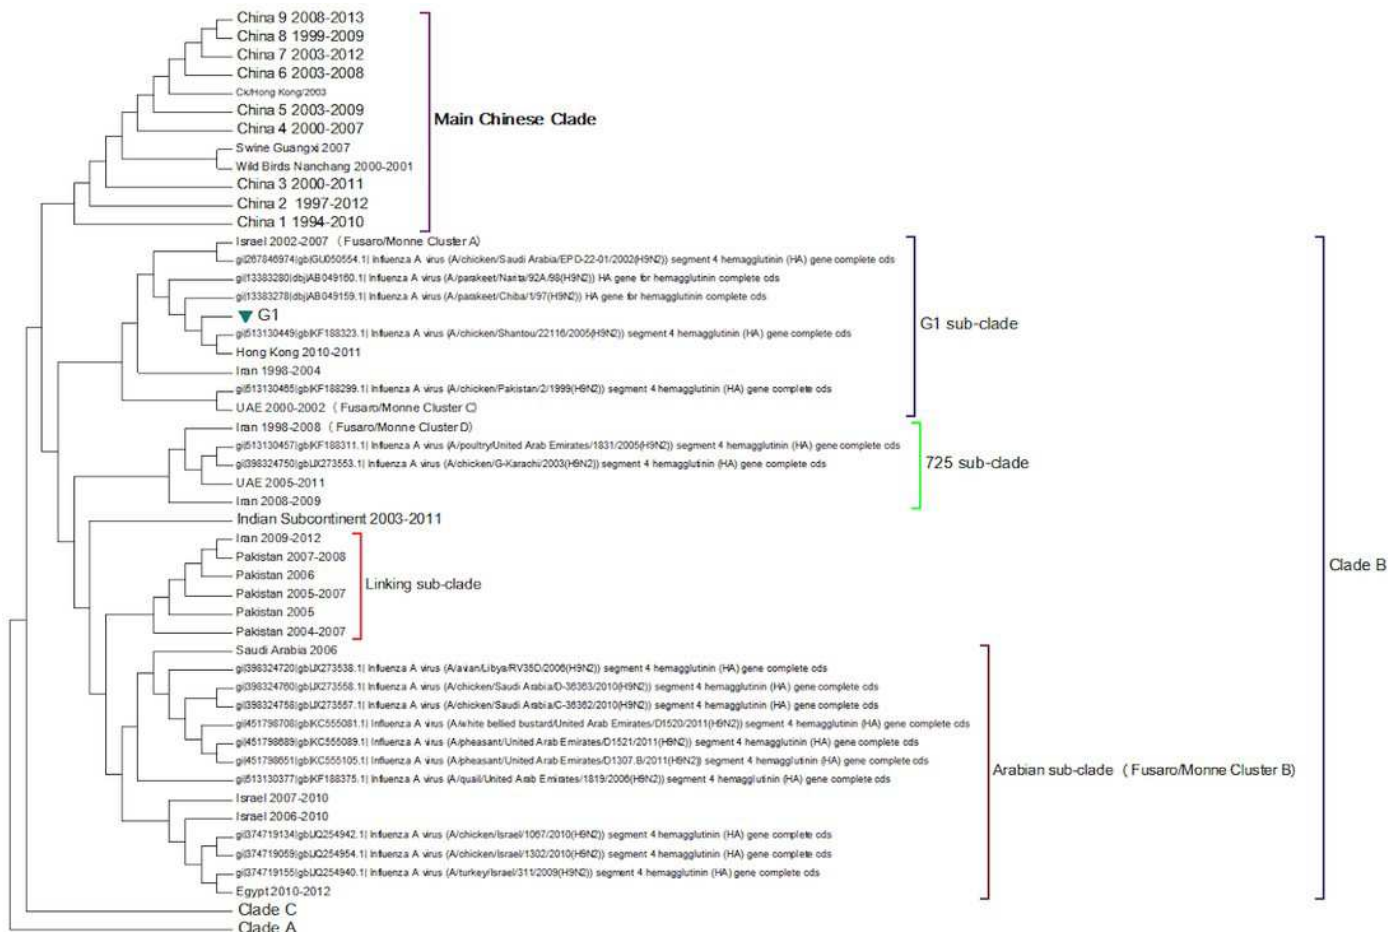 China 9 2008-2013
China 8 1999-2009
China 7 2003-2012
China 6 2003-2008
Ck/Hong Kong/2003
China 5 2003-2009
China 4 2000-2007
Main Chinese Clade
Swine Guangxi 2007
Wild Birds Nanchang 2000-2001
China 3 2000-2011
China 2 1997-2012
China 1 1994-2010
Israel 2002-2007 (Fusaro/Monne Cluster A)
gi|267846974|gb|GU050554.1| Influenza A virus (A/chicken/Saudi Arabia/EPD-22-01/2002(H9N2)) segment 4 hemagglutinin (HA) gene complete cds
gi|13383280|dbj|AB049160.1| Influenza A virus (A/parakeet/Narita/92A/98(H9N2)) HA gene for hemagglutinin complete cds
gi|13383278|dbj|AB049159.1| Influenza A virus (A/parakeet/Chiba/1/97(H9N2)) HA gene for hemagglutinin complete cds
G1
G1 sub-clade
gi|513130449|gb|KF188323.1| Influenza A virus (A/chicken/Shantou/22116/2005(H9N2)) segment 4 hemagglutinin (HA) gene complete cds
Hong Kong 2010-2011
Iran 1998-2004
gi|513130465|gb|KF188299.1| Influenza A virus (A/chicken/Pakistan/2/1999(H9N2)) segment 4 hemagglutinin (HA) gene complete cds
UAE 2000-2002 (Fusaro/Monne Cluster C)
Iran 1998-2008 (Fusaro/Monne Cluster D)
gi|513130457|gb|KF188311.1| Influenza A virus (A/poultry/United Arab Emirates/1831/2005(H9N2)) segment 4 hemagglutinin (HA) gene complete cds
gi|398324750|gb|JX273553.1| Influenza A virus (A/chicken/G-Karachi/2003(H9N2)) segment 4 hemagglutinin (HA) gene complete cds
725 sub-clade
UAE 2005-2011
Iran 2008-2009
Indian Subcontinent 2003-2011
Iran 2009-2012
Pakistan 2007-2008
Clade B
Pakistan 2006
Linking sub-clade
Pakistan 2005-2007
Pakistan 2005
Pakistan 2004-2007
Saudi Arabia 2006
gi|398324720|gb|JX273538.1| Influenza A virus (A/avian/Libya/RV35D/2006(H9N2)) segment 4 hemagglutinin (HA) gene complete cds
gi|398324760|gb|JX273558.1| Influenza A virus (A/chicken/Saudi Arabia/D-36363/2010(H9N2)) segment 4 hemagglutinin (HA) gene complete cds
gi|398324758|gb|JX273557.1| Influenza A virus (A/chicken/Saudi Arabia/C-36362/2010(H9N2)) segment 4 hemagglutinin (HA) gene complete cds
gi|451798708|gb|KC555081.1| Influenza A virus (A/white bellied bustard/United Arab Emirates/D1520/2011(H9N2)) segment 4 hemagglutinin (HA) gene complete cds
gi|451798689|gb|KC555089.1| Influenza A virus (A/pheasant/United Arab Emirates/D1521/2011(H9N2)) segment 4 hemagglutinin (HA) gene complete cds
gi|451798651|gb|KC555105.1| Influenza A virus (A/pheasant/United Arab Emirates/D1307.B/2011(H9N2)) segment 4 hemagglutinin (HA) gene complete cds
Arabian sub-clade (Fusaro/Monne Cluster B)
gi|513130377|gb|KF188375.1| Influenza A virus (A/quail/United Arab Emirates/1819/2006(H9N2)) segment 4 hemagglutinin (HA) gene complete cds
Israel 2007-2010
Israel 2006-2010
gi|374719134|gb|JQ254942.1| Influenza A virus (A/chicken/Israel/1067/2010(H9N2)) segment 4 hemagglutinin (HA) gene complete cds
gi|374719059|gb|JQ254954.1| Influenza A virus (A/chicken/Israel/1302/2010(H9N2)) segment 4 hemagglutinin (HA) gene complete cds
gi|374719155|gb|JQ254940.1| Influenza A virus (A/turkey/Israel/311/2009(H9N2)) segment 4 hemagglutinin (HA) gene complete cds
Egypt 2010-2012
Clade C
Clade A